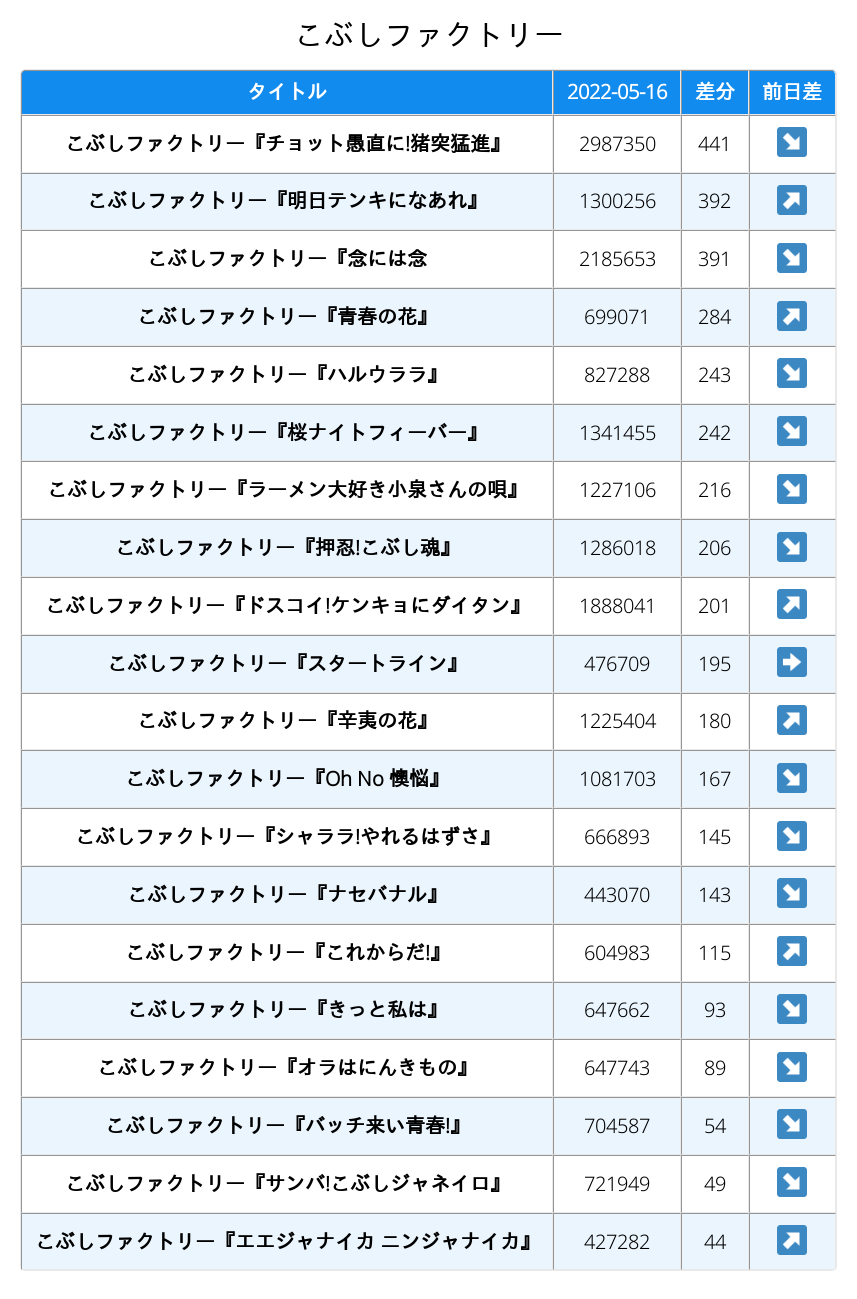 こぶしファクトリー
タイトル 2022-05-16 差分 前日差
こぶしファクトリー『チョット愚直に!猪突猛進』 2987350 441 ↘
こぶしファクトリー『明日テンキになあれ』 1300256 392 ↗
こぶしファクトリー『念には念 2185653 391 ↘
こぶしファクトリー『青春の花』 699071 284 ↗
こぶしファクトリー『ハルウララ』 827288 243 ↘
こぶしファクトリー『桜ナイトフィーバー』 1341455 242 ↘
こぶしファクトリー『ラーメン大好き小泉さんの唄』 1227106 216 ↘
こぶしファクトリー『押忍!こぶし魂』 1286018 206 ↘
こぶしファクトリー『ドスコイ!ケンキョにダイタン』 1888041 201 ↗
こぶしファクトリー『スタートライン』 476709 195 ➡
こぶしファクトリー『辛夷の花』 1225404 180 ↗
こぶしファクトリー『Oh No 懊悩』 1081703 167 ↘
こぶしファクトリー『シャララ!やれるはずさ』 666893 145 ↘
こぶしファクトリー『ナセバナル』 443070 143 ↘
こぶしファクトリー『これからだ!』 604983 115 ↗
こぶしファクトリー『きっと私は』 647662 93 ↘
こぶしファクトリー『オラはにんきもの』 647743 89 ↘
こぶしファクトリー『バッチ来い青春!』 704587 54 ↘
こぶしファクトリー『サンバ!こぶしジャネイロ』 721949 49 ↘
こぶしファクトリー『エエジャナイカ ニンジャナイカ』 427282 44 ↗